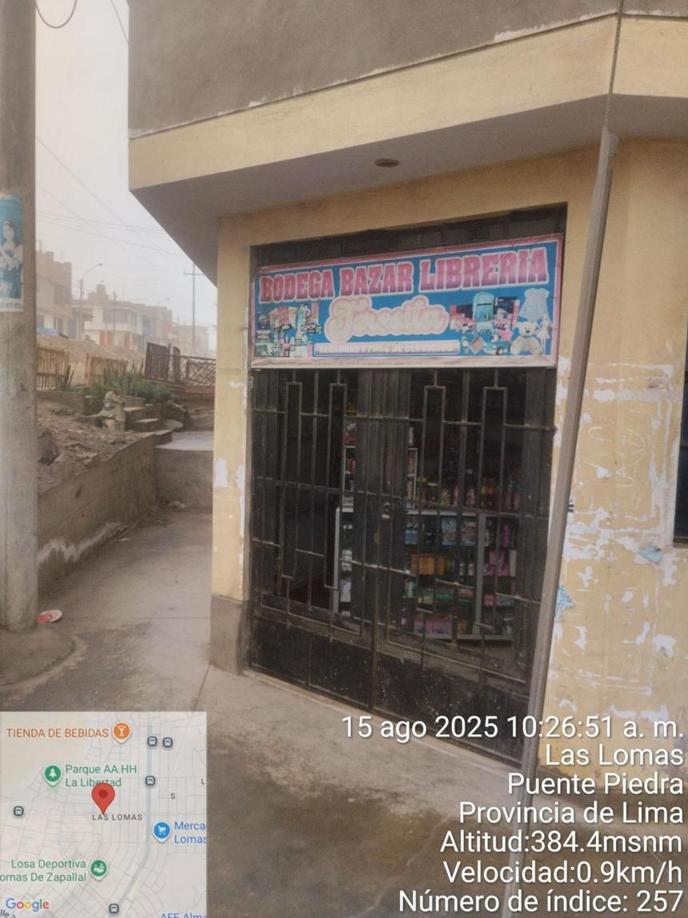 BODEGA BAZAR LIBRERIA
TIENDA DE BEBIDAS
Parque AA.HH
La Libertad
S
L
LAS LOMAS
Merca
Lomas
Losa Deportiva
omas De Zapallal
Google
15 ago 2025 10:26:51 a. m.
Las Lomas
Puente Piedra
Provincia de Lima
Altitud:384.4msnm
Velocidad:0.9km/h
Número de índice: 257